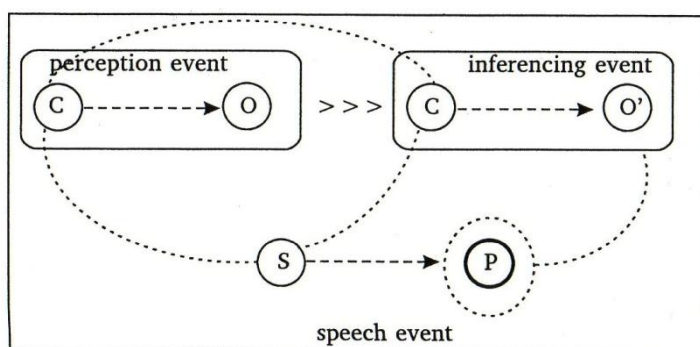 perception event
inferencing event
C
O
> > >
C
O'
S
P
speech event